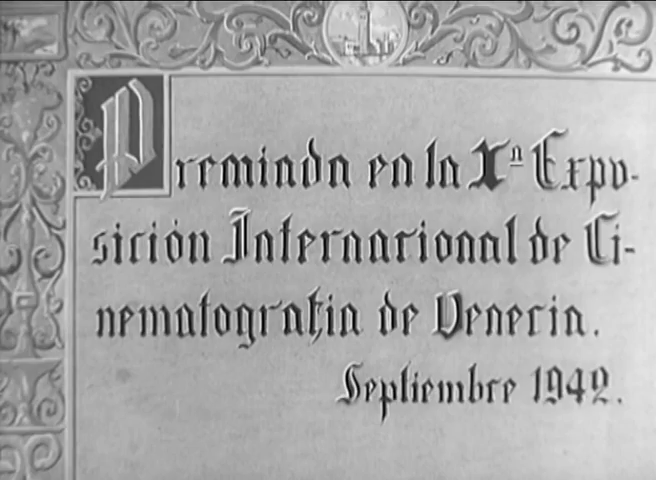 Premiada en la Xª Expo-
sición Internacional de Ci-
nematografía de Venecia.
Septiembre 1942.